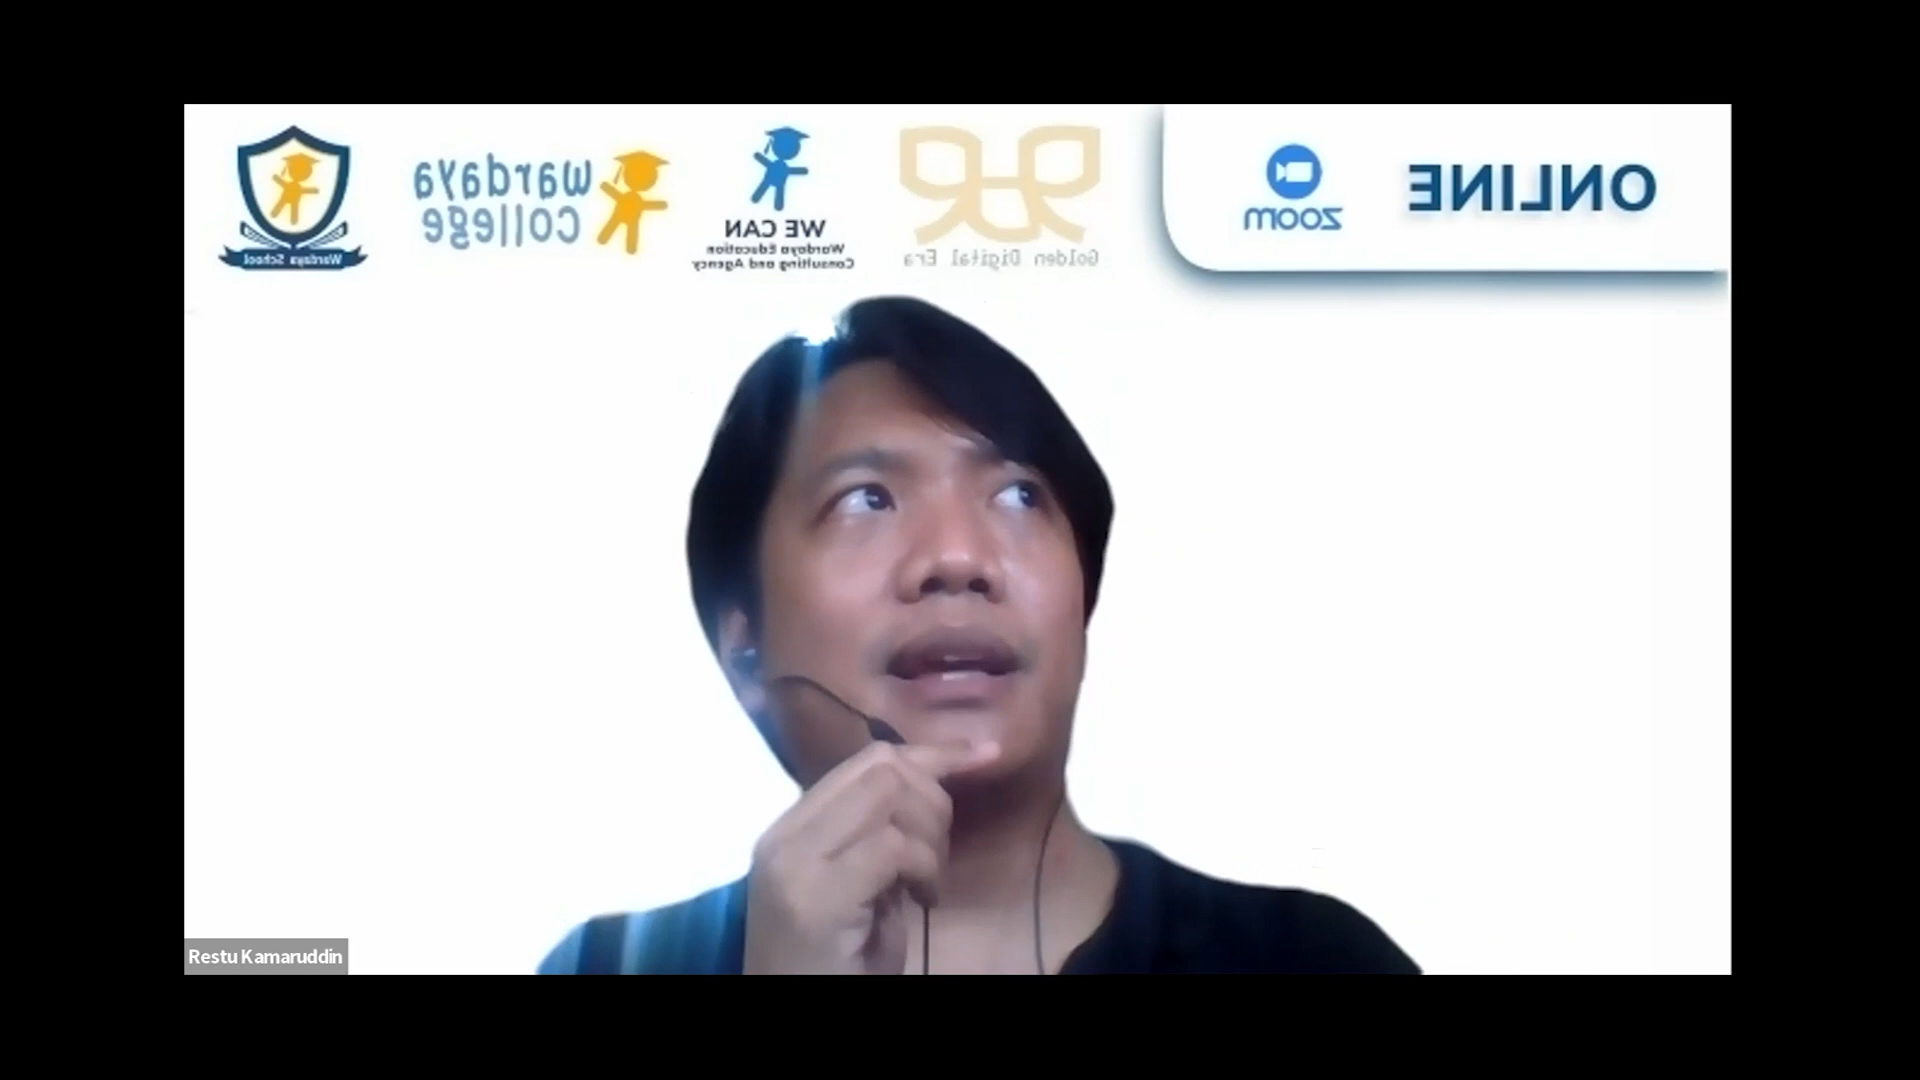 Wardaya School
wardaya
college
WE CAN
Wardaya Education
Consulting and Agency
Golden Digital Era
zoom
ONLINE
Restu Kamaruddin